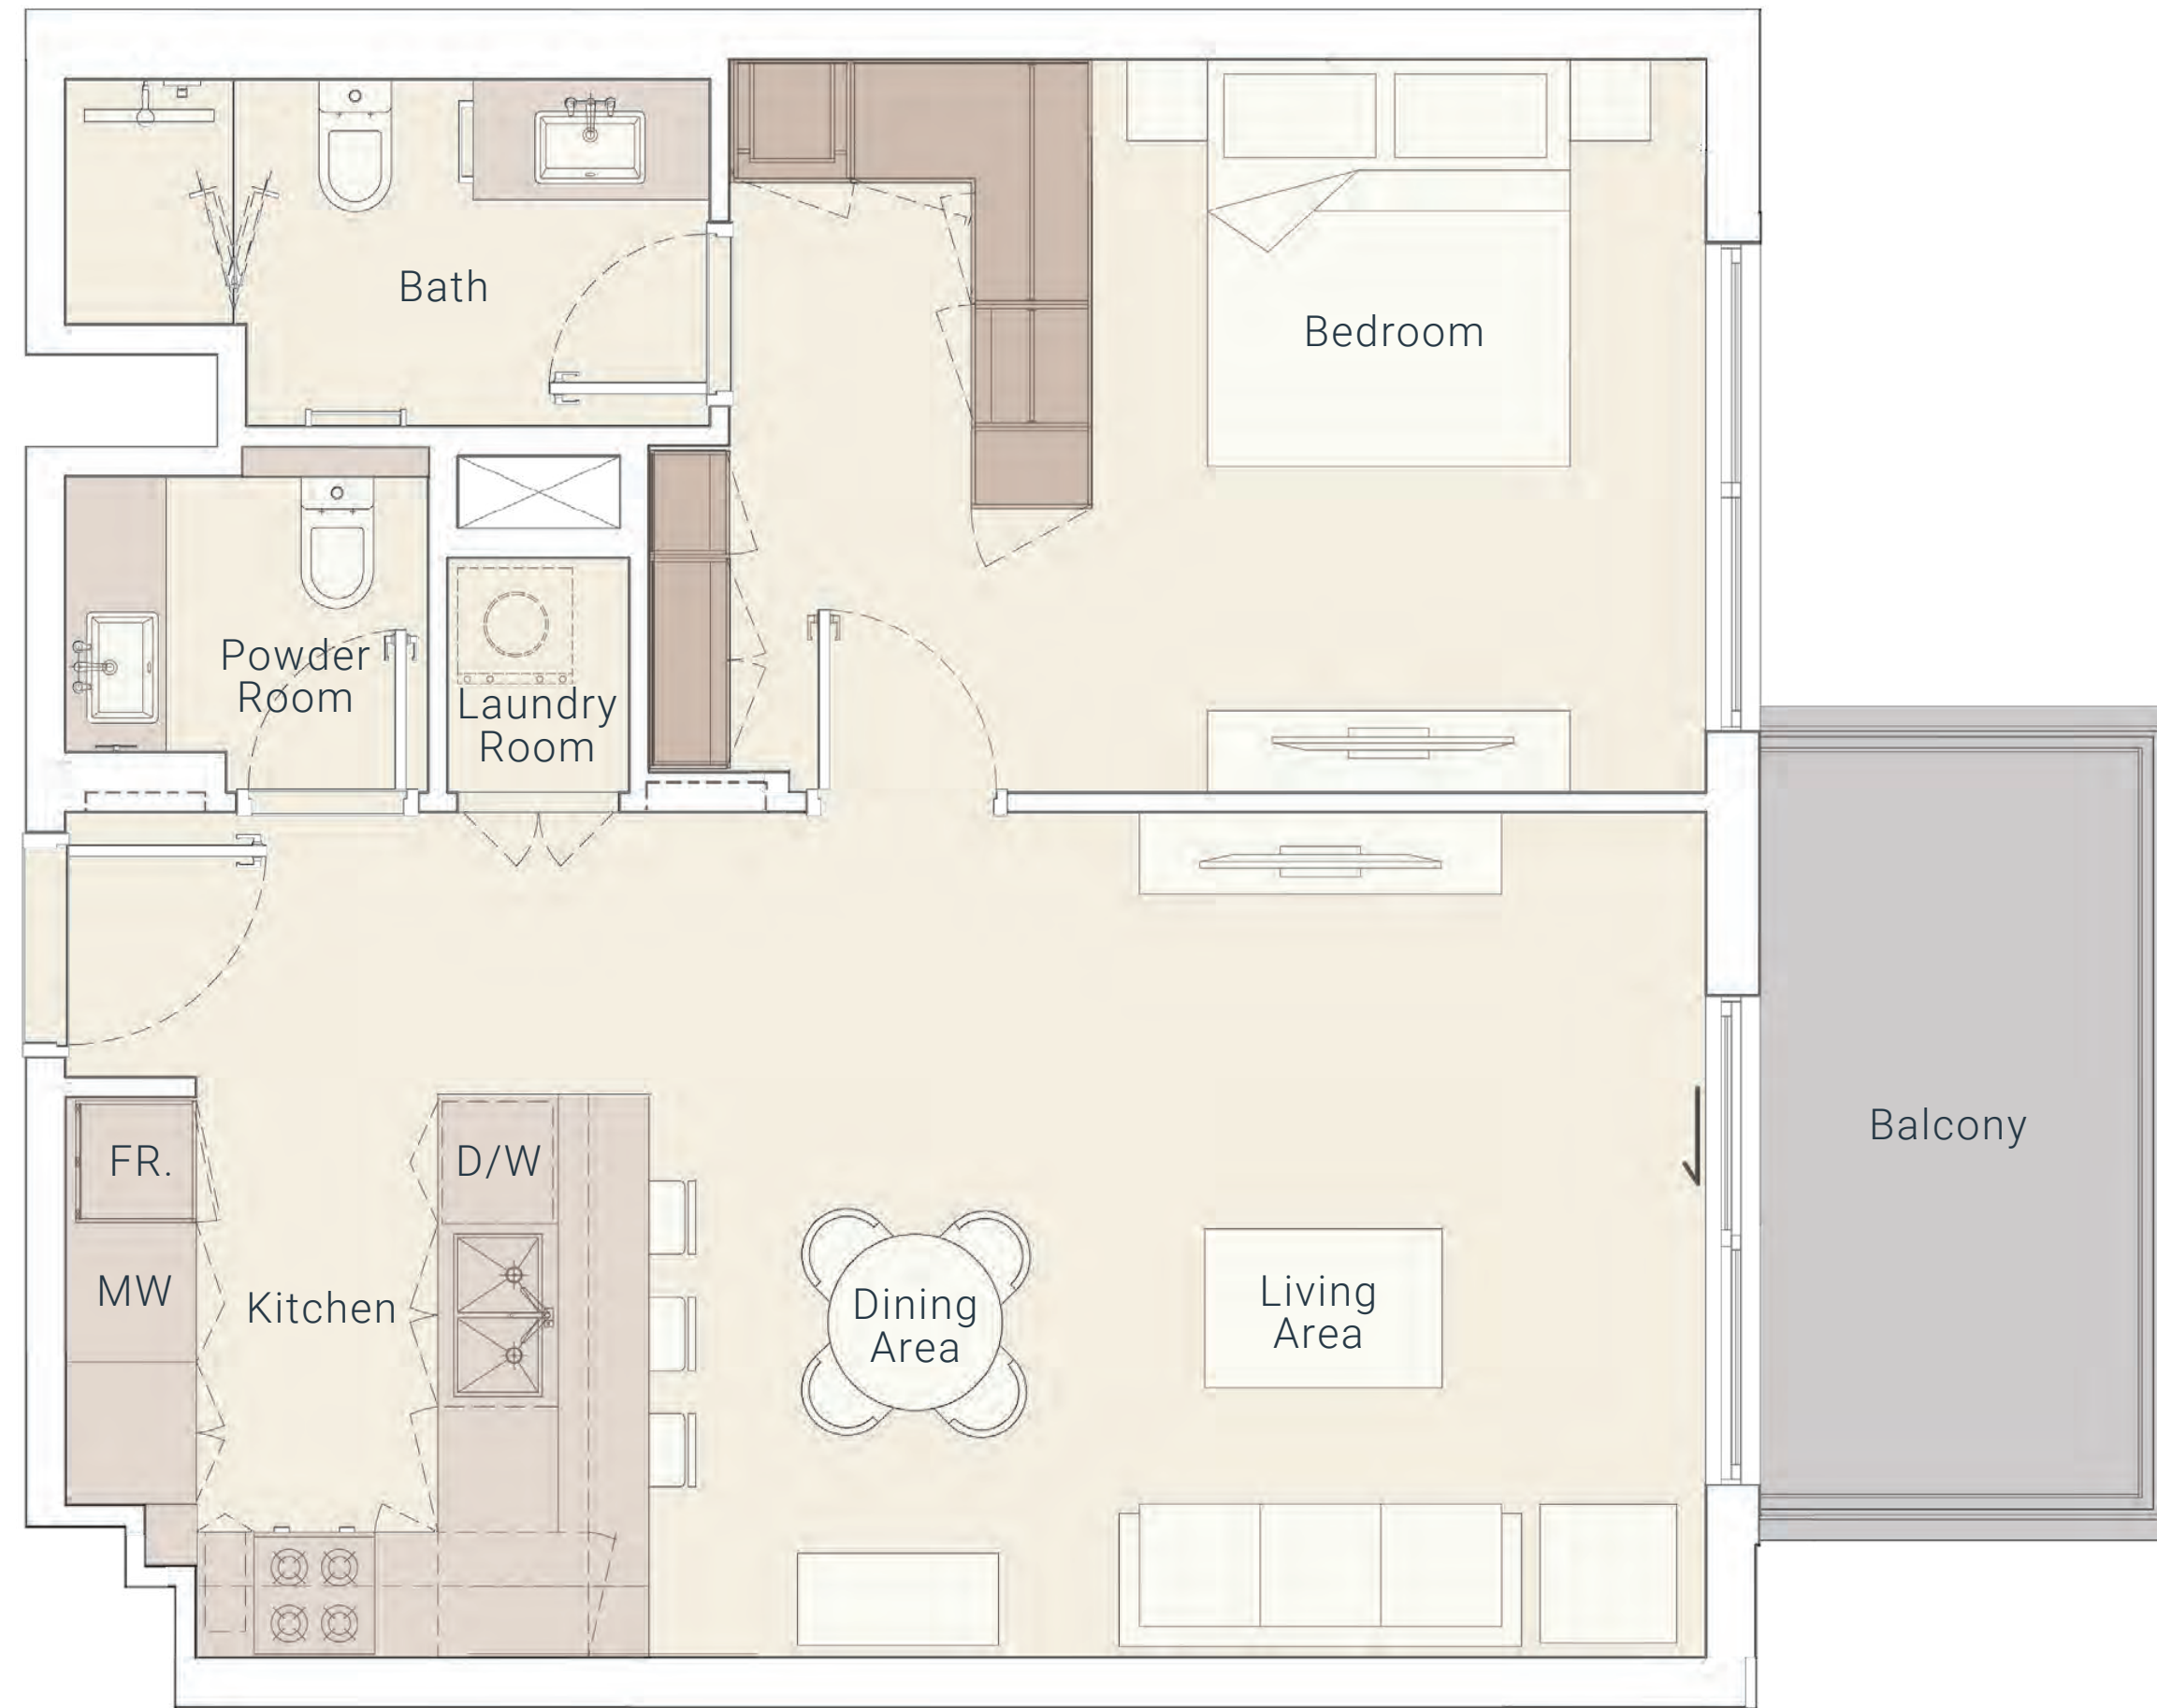 Bath
Bedroom
Powder
Room
Laundry
Room
FR.
D/W
Balcony
MW
Kitchen
Dining
Area
Living
Area